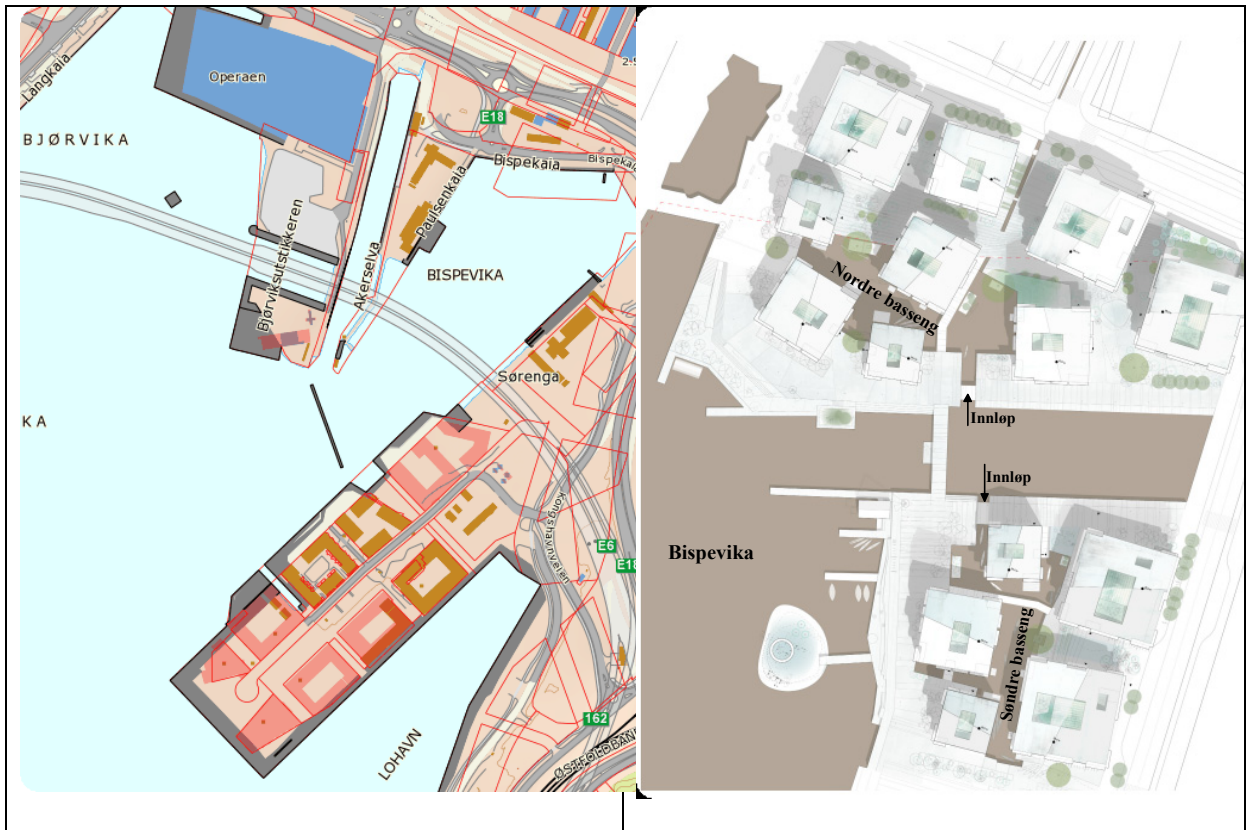 Langkaia
Operaen
BJØRVIKA
E18
Bispekaia
Bispekaia
Paulsenkaia
BISPEVIKA
Akerselva
Bjørviksutstikkeren
Sørenga
KA
Kongshavnveien
E6
E18
162
LOHAVN
ØSTFOLDBAN
Nordre basseng
Innløp
Innløp
Bispevika
Søndre basseng